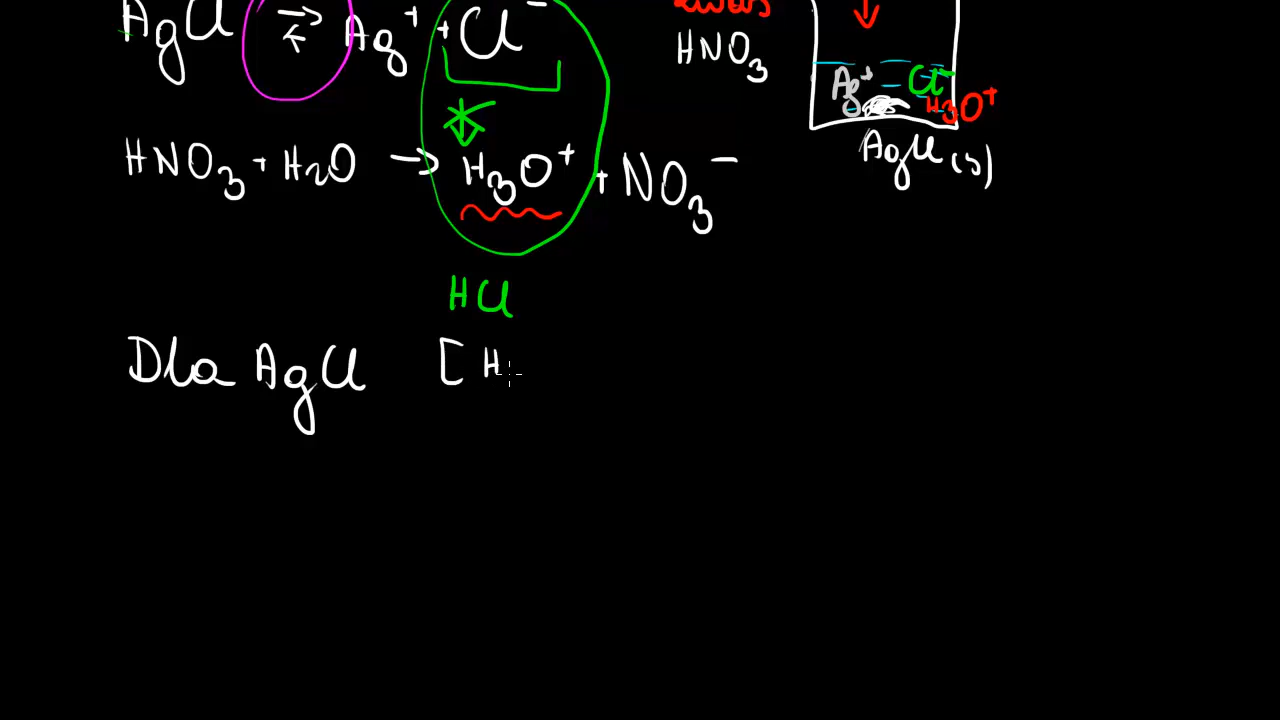 AgCl ⇄ Ag⁺ + Cl⁻
HNO₃
Ag⁺ Cl⁻
H₃O⁺
AgCl (s)
HNO₃ + H₂O → H₃O⁺ + NO₃⁻
HCl
Dla AgCl [H